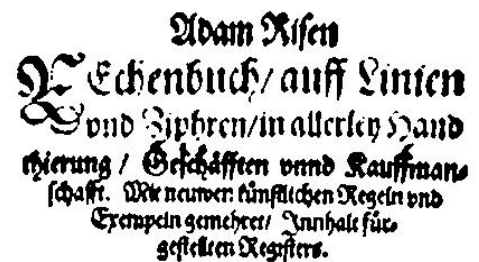 Adam Risen
REchenbuch/ auff Linien
vnd Ziphren/in allerley Hand
thierung / Geschäfften vnnd Kauffman-
schafft. Mit neuwen künstlichen Regeln vnd
Exempeln gemehret/ Innhalt für-
gestelten Registers.